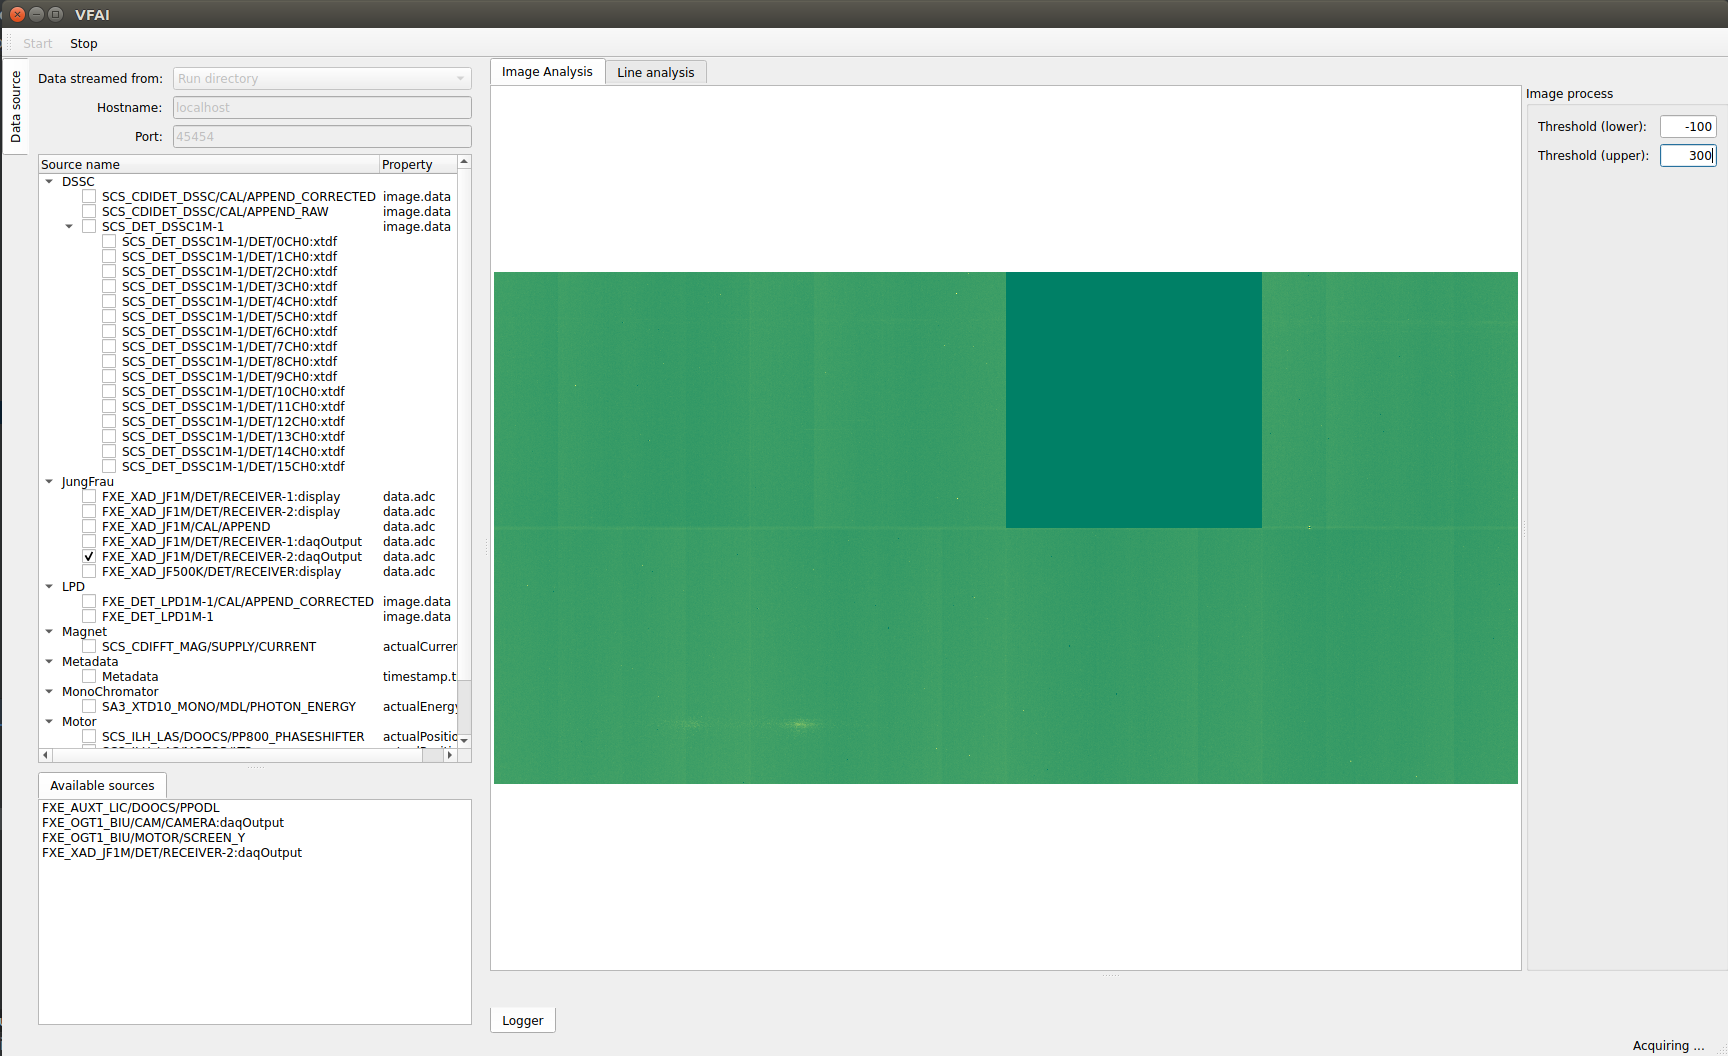 VFAI
Start Stop
Data source
Data streamed from: Run directory
Hostname: localhost
Port: 45454
Source name Property
DSSC
SCS_CDIDET_DSSC/CAL/APPEND_CORRECTED image.data
SCS_CDIDET_DSSC/CAL/APPEND_RAW image.data
SCS_DET_DSSC1M-1 image.data
SCS_DET_DSSC1M-1/DET/0CH0:xtdf
SCS_DET_DSSC1M-1/DET/1CH0:xtdf
SCS_DET_DSSC1M-1/DET/2CH0:xtdf
SCS_DET_DSSC1M-1/DET/3CH0:xtdf
SCS_DET_DSSC1M-1/DET/4CH0:xtdf
SCS_DET_DSSC1M-1/DET/5CH0:xtdf
SCS_DET_DSSC1M-1/DET/6CH0:xtdf
SCS_DET_DSSC1M-1/DET/7CH0:xtdf
SCS_DET_DSSC1M-1/DET/8CH0:xtdf
SCS_DET_DSSC1M-1/DET/9CH0:xtdf
SCS_DET_DSSC1M-1/DET/10CH0:xtdf
SCS_DET_DSSC1M-1/DET/11CH0:xtdf
SCS_DET_DSSC1M-1/DET/12CH0:xtdf
SCS_DET_DSSC1M-1/DET/13CH0:xtdf
SCS_DET_DSSC1M-1/DET/14CH0:xtdf
SCS_DET_DSSC1M-1/DET/15CH0:xtdf
JungFrau
FXE_XAD_JF1M/DET/RECEIVER-1:display data.adc
FXE_XAD_JF1M/DET/RECEIVER-2:display data.adc
FXE_XAD_JF1M/CAL/APPEND data.adc
FXE_XAD_JF1M/DET/RECEIVER-1:daqOutput data.adc
FXE_XAD_JF1M/DET/RECEIVER-2:daqOutput data.adc
FXE_XAD_JF500K/DET/RECEIVER:display data.adc
LPD
FXE_DET_LPD1M-1/CAL/APPEND_CORRECTED image.data
FXE_DET_LPD1M-1 image.data
Magnet
SCS_CDIFFT_MAG/SUPPLY/CURRENT actualCurren
Metadata
Metadata timestamp.t
MonoChromator
SA3_XTD10_MONO/MDL/PHOTON_ENERGY actualEnergy
Motor
SCS_ILH_LAS/DOOCS/PP800_PHASESHIFTER actualPositio
Available sources
FXE_AUXT_LIC/DOOCS/PPODL
FXE_OGT1_BIU/CAM/CAMERA:daqOutput
FXE_OGT1_BIU/MOTOR/SCREEN_Y
FXE_XAD_JF1M/DET/RECEIVER-2:daqOutput
Image Analysis Line analysis
Image process
Threshold (lower): -100
Threshold (upper): 300
Logger
Acquiring ...